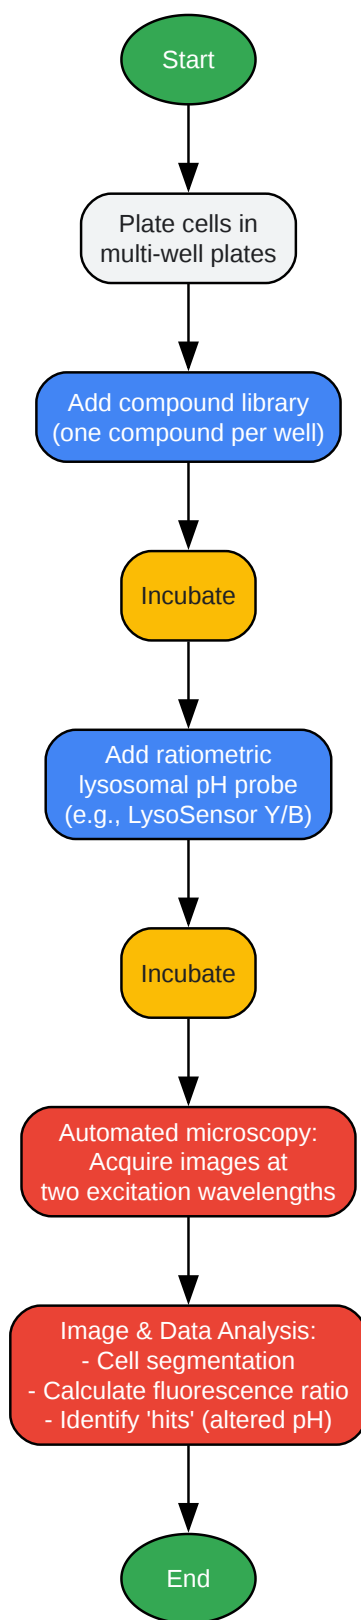 Start
Plate cells in
multi-well plates
Add compound library
(one compound per well)
Incubate
Add ratiometric
lysosomal pH probe
(e.g., LysoSensor Y/B)
Incubate
Automated microscopy:
Acquire images at
two excitation wavelengths
Image & Data Analysis:
- Cell segmentation
- Calculate fluorescence ratio
- Identify 'hits' (altered pH)
End